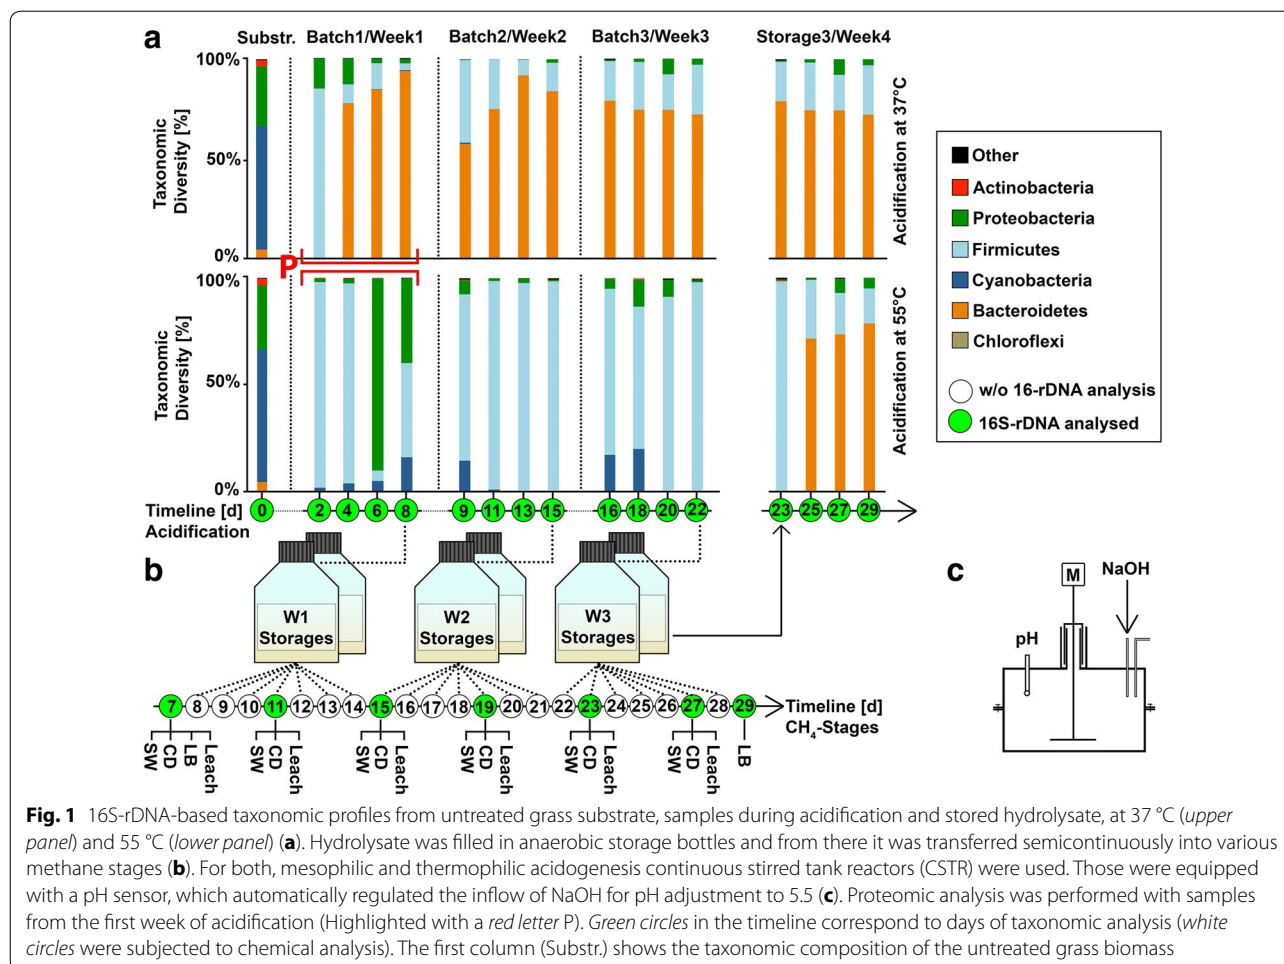 a
Substr. Batch1/Week1 Batch2/Week2 Batch3/Week3 Storage3/Week4
100%
50%
0%
Taxonomic
Diversity [%]
Acidification at 37°C
P
100%
50%
0%
Taxonomic
Diversity [%]
Acidification at 55°C
Other
Actinobacteria
Proteobacteria
Firmicutes
Cyanobacteria
Bacteroidetes
Chloroflexi
w/o 16-rDNA analysis
16S-rDNA analysed
Timeline [d]
Acidification
0 2 4 6 8 9 11 13 15 16 18 20 22 23 25 27 29
b
W1
Storages
W2
Storages
W3
Storages
7 8 9 10 11 12 13 14 15 16 17 18 19 20 21 22 23 24 25 26 27 28 29
Timeline [d]
CH4-Stages
SW CD LB Leach
SW CD Leach
SW CD Leach
SW CD Leach
SW CD Leach
SW CD Leach
LB
c
M
NaOH
pH
Fig. 1 16S-rDNA-based taxonomic profiles from untreated grass substrate, samples during acidification and stored hydrolysate, at 37 °C (upper
panel) and 55 °C (lower panel) (a). Hydrolysate was filled in anaerobic storage bottles and from there it was transferred semicontinuously into various
methane stages (b). For both, mesophilic and thermophilic acidogenesis continuous stirred tank reactors (CSTR) were used. Those were equipped
with a pH sensor, which automatically regulated the inflow of NaOH for pH adjustment to 5.5 (c). Proteomic analysis was performed with samples
from the first week of acidification (Highlighted with a red letter P). Green circles in the timeline correspond to days of taxonomic analysis (white
circles were subjected to chemical analysis). The first column (Substr.) shows the taxonomic composition of the untreated grass biomass